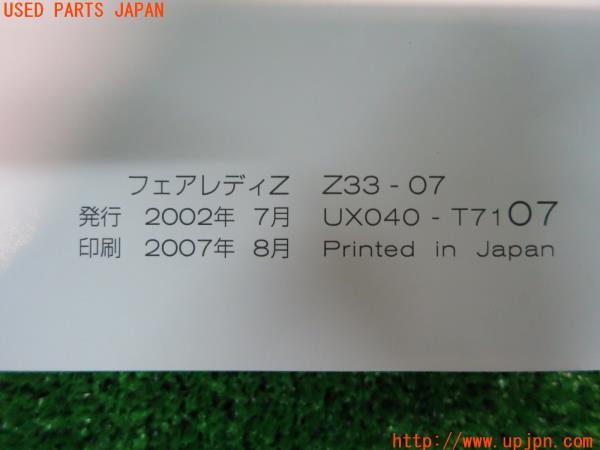 USED PARTS JAPAN
フェアレディZ Z33 - 07
発行 2002年 7月 UX040 - T7107
印刷 2007年 8月 Printed in Japan
http://www.upjpn.com/